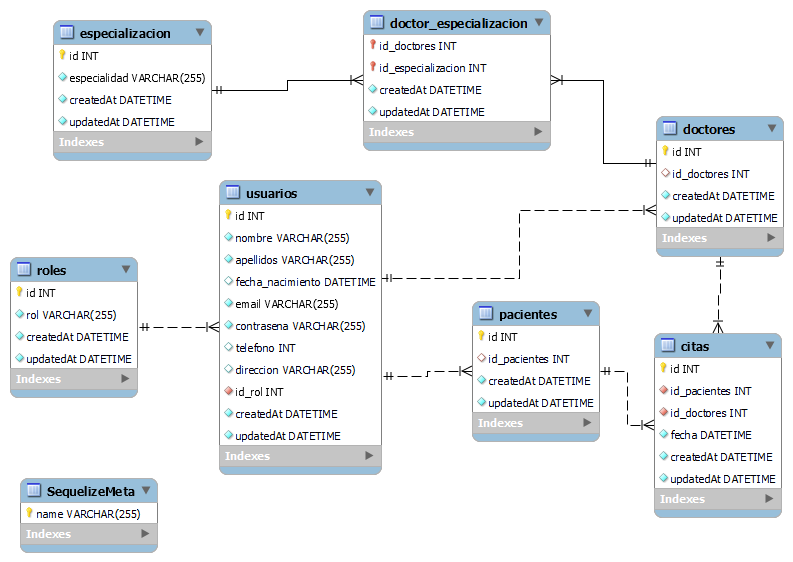 especializacion
id INT
especialidad VARCHAR(255)
createdAt DATETIME
updatedAt DATETIME
Indexes
doctor_especializacion
id_doctores INT
id_especializacion INT
createdAt DATETIME
updatedAt DATETIME
Indexes
doctores
id INT
id_doctores INT
createdAt DATETIME
updatedAt DATETIME
Indexes
usuarios
id INT
nombre VARCHAR(255)
apellidos VARCHAR(255)
fecha_nacimiento DATETIME
email VARCHAR(255)
contrasena VARCHAR(255)
telefono INT
direccion VARCHAR(255)
id_rol INT
createdAt DATETIME
updatedAt DATETIME
Indexes
roles
id INT
rol VARCHAR(255)
createdAt DATETIME
updatedAt DATETIME
Indexes
pacientes
id INT
id_pacientes INT
createdAt DATETIME
updatedAt DATETIME
Indexes
citas
id INT
id_pacientes INT
id_doctores INT
fecha DATETIME
createdAt DATETIME
updatedAt DATETIME
Indexes
SequelizeMeta
name VARCHAR(255)
Indexes